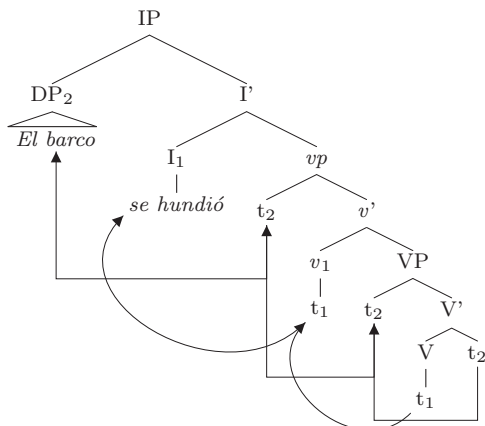 IP
DP₂ I'
El barco
I₁ vp
se hundió t₂ v'
v₁ VP
t₁ t₂ V'
V t₂
t₁